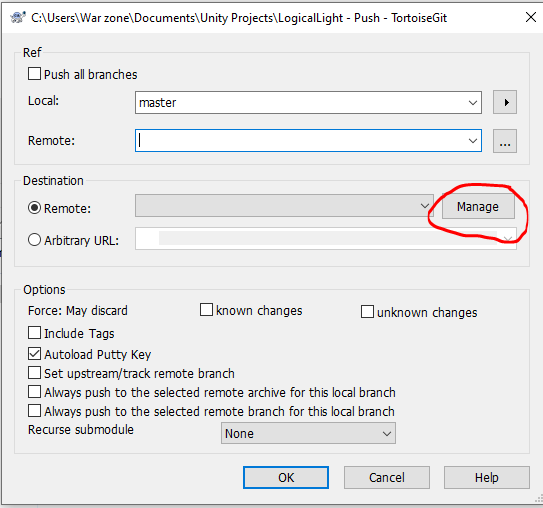 C:\Users\War zone\Documents\Unity Projects\LogicalLight - Push - TortoiseGit
Ref
Push all branches
Local:
master
Remote:
...
Destination
Remote:
Manage
Arbitrary URL:
Options
Force: May discard
known changes
unknown changes
Include Tags
Autoload Putty Key
Set upstream/track remote branch
Always push to the selected remote archive for this local branch
Always push to the selected remote branch for this local branch
Recurse submodule
None
OK
Cancel
Help